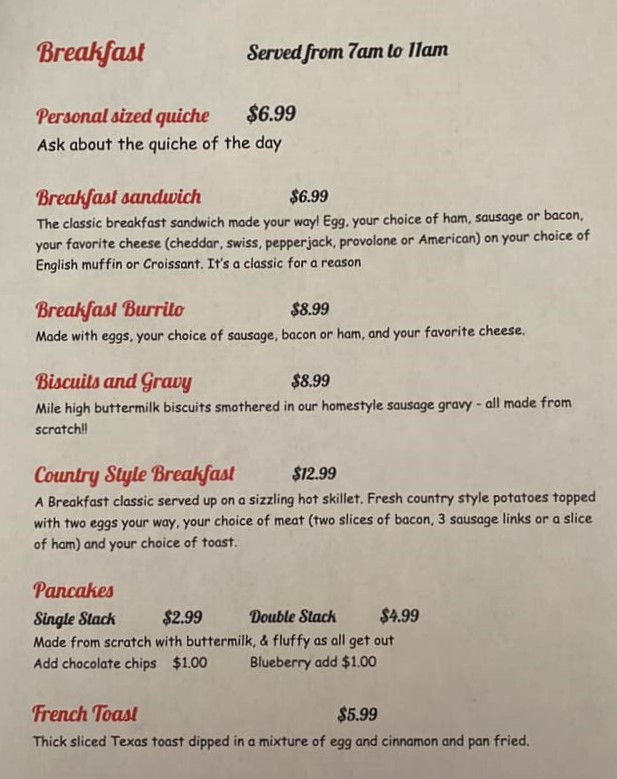 Breakfast Served from 7am to 11am
Personal sized quiche $6.99
Ask about the quiche of the day
Breakfast sandwich $6.99
The classic breakfast sandwich made your way! Egg, your choice of ham, sausage or bacon,
your favorite cheese (cheddar, swiss, pepperjack, provolone or American) on your choice of
English muffin or Croissant. It's a classic for a reason
Breakfast Burrito $8.99
Made with eggs, your choice of sausage, bacon or ham, and your favorite cheese.
Biscuits and Gravy $8.99
Mile high buttermilk biscuits smothered in our homestyle sausage gravy - all made from
scratch!!
Country Style Breakfast $12.99
A Breakfast classic served up on a sizzling hot skillet. Fresh country style potatoes topped
with two eggs your way, your choice of meat (two slices of bacon, 3 sausage links or a slice
of ham) and your choice of toast.
Pancakes
Single Stack $2.99 Double Stack $4.99
Made from scratch with buttermilk, & fluffy as all get out
Add chocolate chips $1.00 Blueberry add $1.00
French Toast $5.99
Thick sliced Texas toast dipped in a mixture of egg and cinnamon and pan fried.